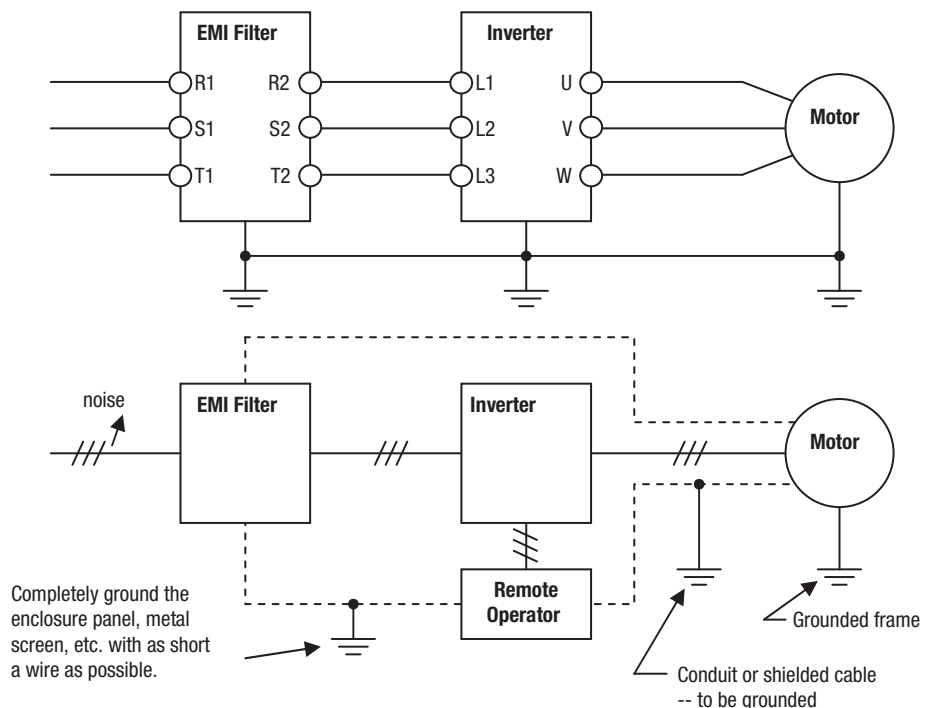 EMI Filter
Inverter
R1
R2
L1
U
Motor
S1
S2
L2
V
T1
T2
L3
W
noise
EMI Filter
Inverter
Motor
Completely ground the
enclosure panel, metal
screen, etc. with as short
a wire as possible.
Remote
Operator
Grounded frame
Conduit or shielded cable
-- to be grounded